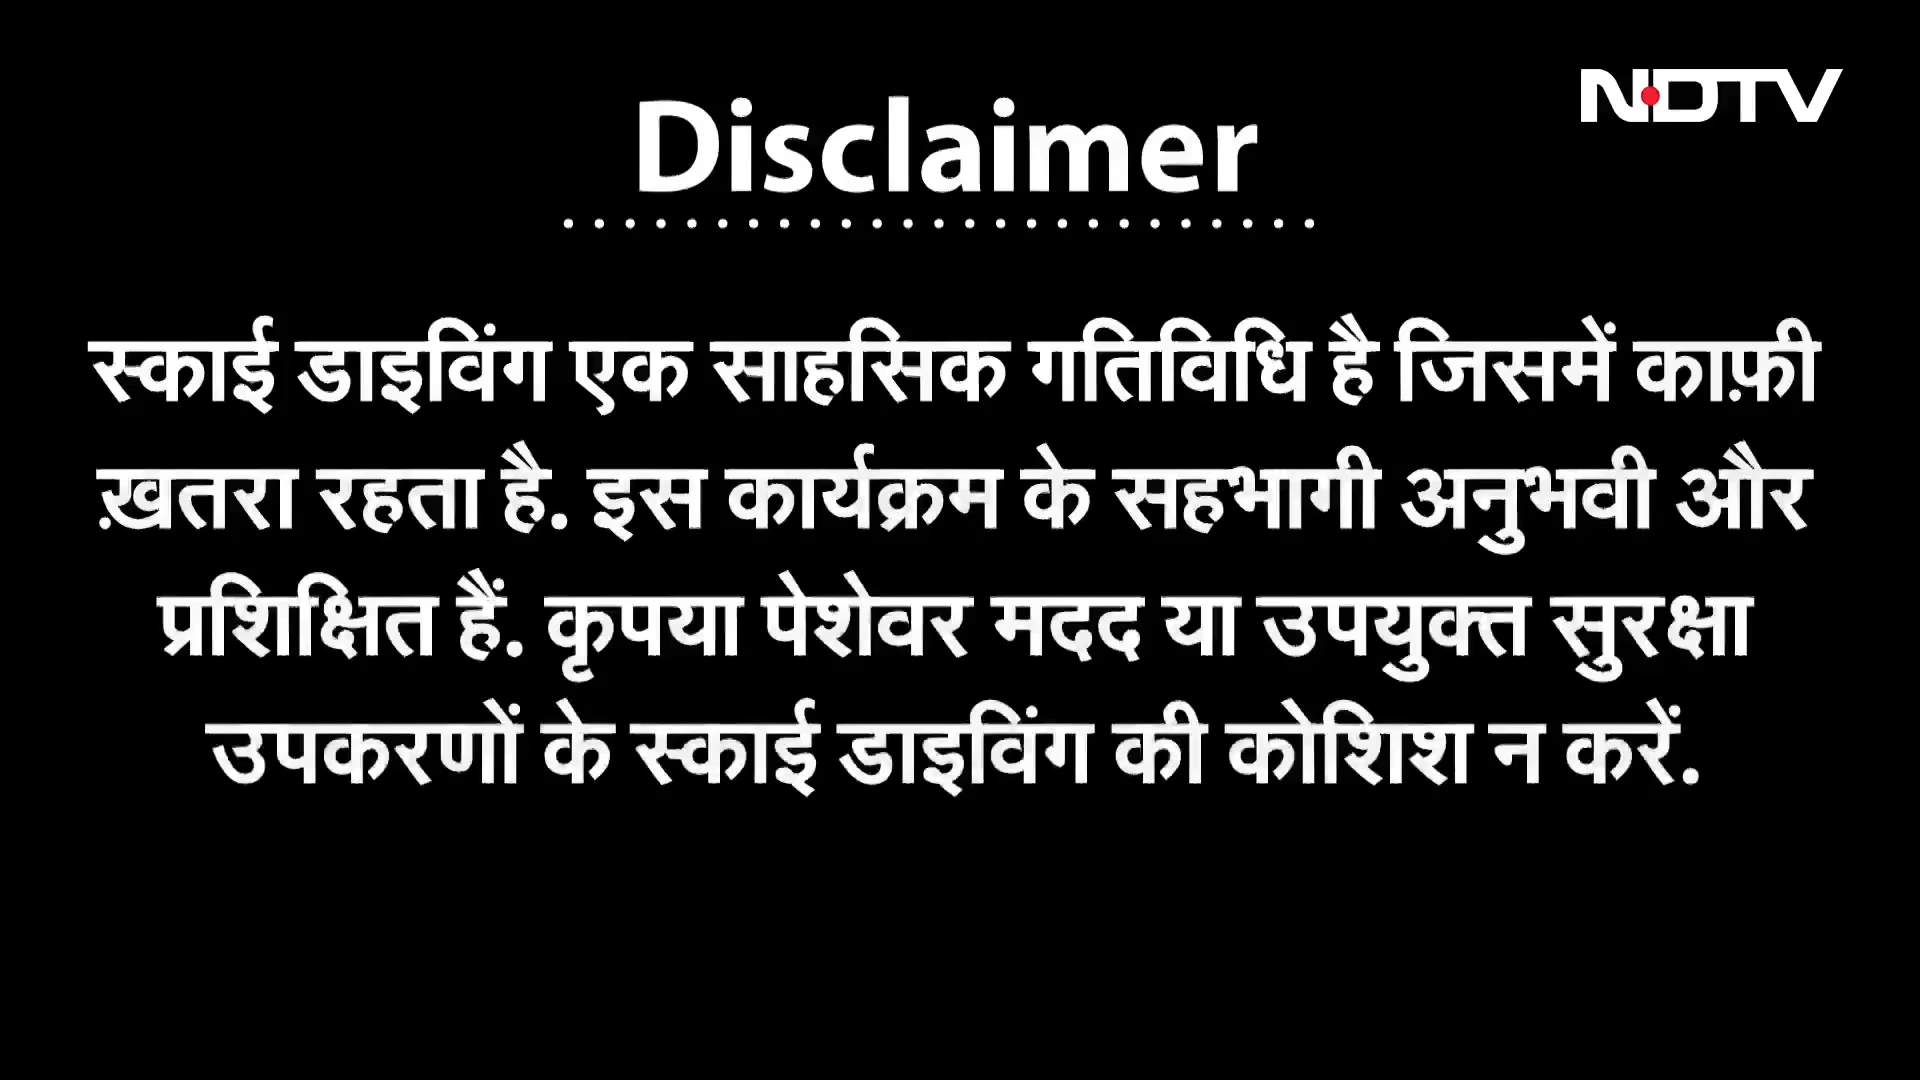 NDTV
Disclaimer
स्काई डाइविंग एक साहसिक गतिविधि है जिसमें काफ़ी
ख़तरा रहता है. इस कार्यक्रम के सहभागी अनुभवी और
प्रशिक्षित हैं. कृपया पेशेवर मदद या उपयुक्त सुरक्षा
उपकरणों के स्काई डाइविंग की कोशिश न करें.